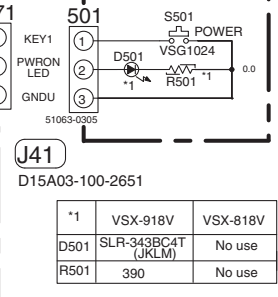 71
501
S501
POWER
VSG1024
KEY1
1
D501
PWRON
LED
2
*1
R501
*1
0.0
GNDU
3
51063-0305
J41
D15A03-100-2651
*1 VSX-918V VSX-818V
D501 SLR-343BC4T (JKLM) No use
R501 390 No use